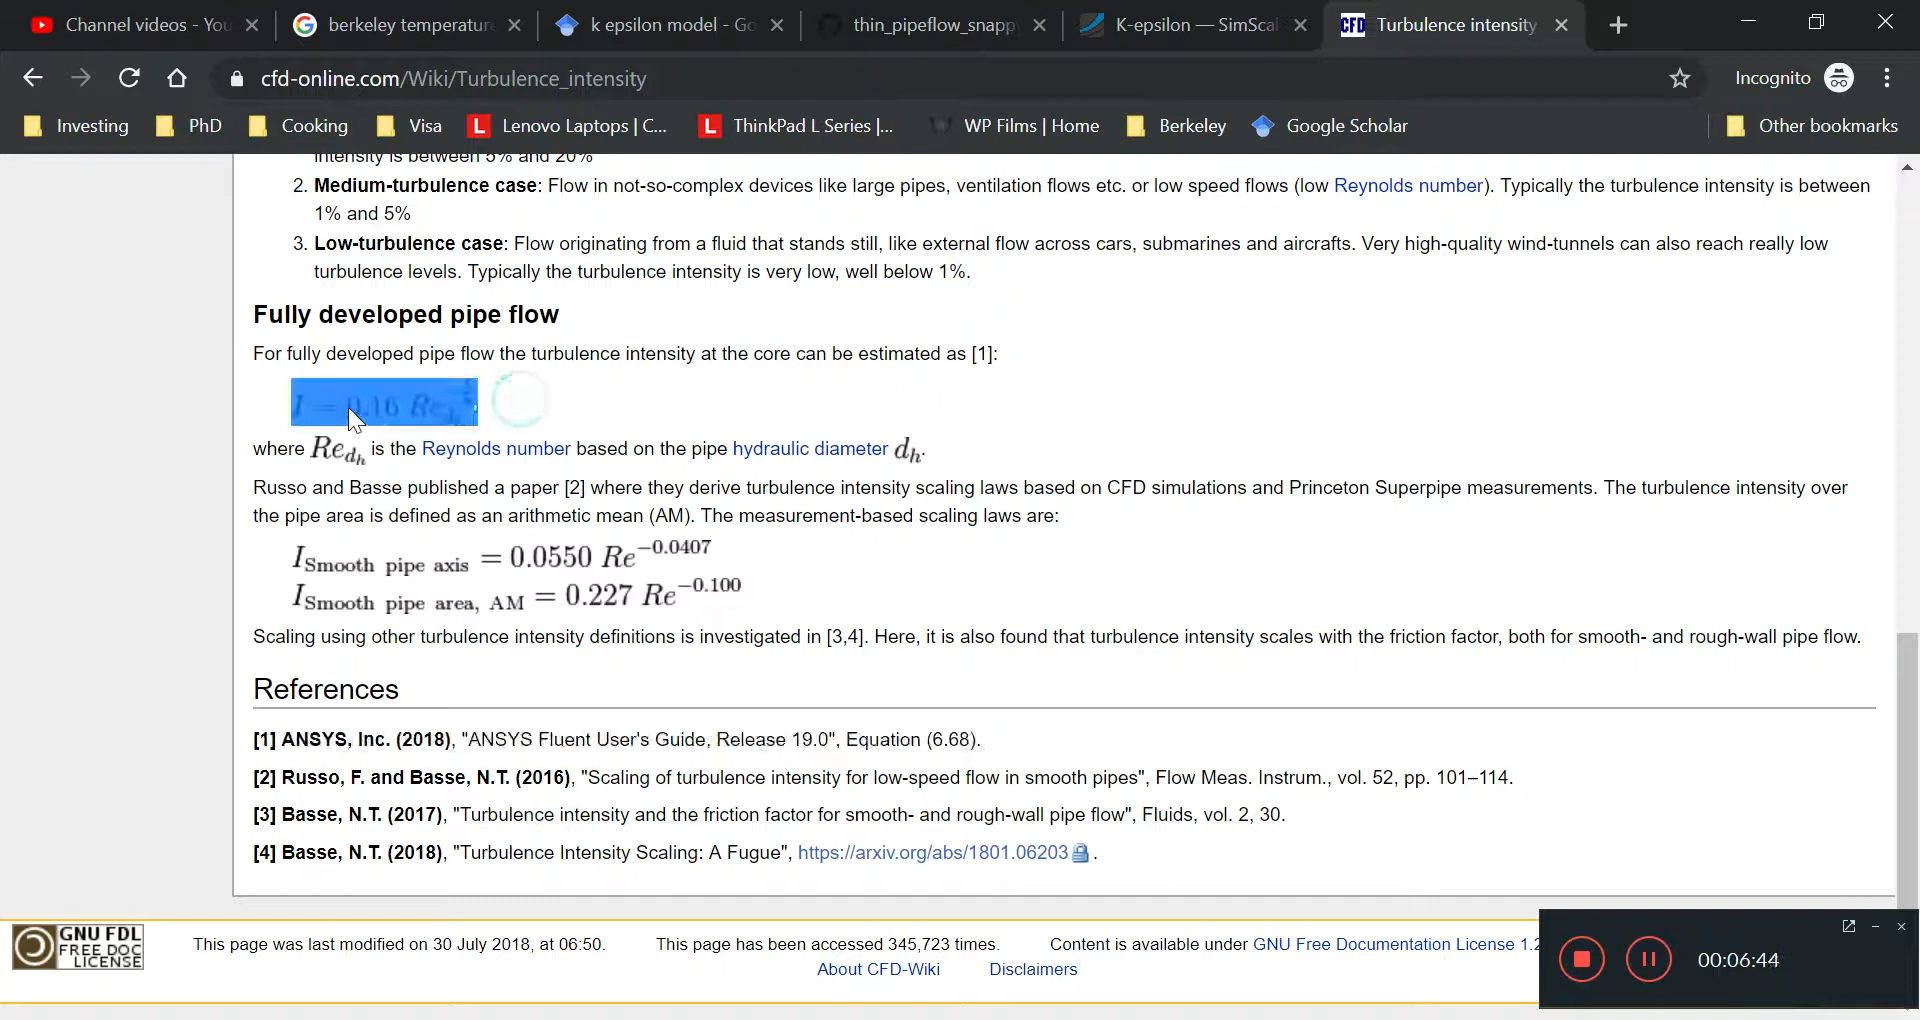 Channel videos - You
berkeley temperatur
k epsilon model - Go
thin_pipeflow_snapp
K-epsilon — SimScal
CFD Turbulence intensity
cfd-online.com/Wiki/Turbulence_intensity
Incognito
Investing
PhD
Cooking
Visa
L Lenovo Laptops | C...
L ThinkPad L Series |...
WP Films | Home
Berkeley
Google Scholar
Other bookmarks
intensity is between 5% and 20%
2. Medium-turbulence case: Flow in not-so-complex devices like large pipes, ventilation flows etc. or low speed flows (low Reynolds number). Typically the turbulence intensity is between
1% and 5%
3. Low-turbulence case: Flow originating from a fluid that stands still, like external flow across cars, submarines and aircrafts. Very high-quality wind-tunnels can also reach really low
turbulence levels. Typically the turbulence intensity is very low, well below 1%.
Fully developed pipe flow
For fully developed pipe flow the turbulence intensity at the core can be estimated as [1]:
I = 0.16 Re
where Re_{d_h} is the Reynolds number based on the pipe hydraulic diameter d_h.
Russo and Basse published a paper [2] where they derive turbulence intensity scaling laws based on CFD simulations and Princeton Superpipe measurements. The turbulence intensity over
the pipe area is defined as an arithmetic mean (AM). The measurement-based scaling laws are:
I_{Smooth pipe axis} = 0.0550 Re^{-0.0407}
I_{Smooth pipe area, AM} = 0.227 Re^{-0.100}
Scaling using other turbulence intensity definitions is investigated in [3,4]. Here, it is also found that turbulence intensity scales with the friction factor, both for smooth- and rough-wall pipe flow.
References
[1] ANSYS, Inc. (2018), "ANSYS Fluent User's Guide, Release 19.0", Equation (6.68).
[2] Russo, F. and Basse, N.T. (2016), "Scaling of turbulence intensity for low-speed flow in smooth pipes", Flow Meas. Instrum., vol. 52, pp. 101–114.
[3] Basse, N.T. (2017), "Turbulence intensity and the friction factor for smooth- and rough-wall pipe flow", Fluids, vol. 2, 30.
[4] Basse, N.T. (2018), "Turbulence Intensity Scaling: A Fugue", https://arxiv.org/abs/1801.06203 .
GNU FDL
FREE DOC
LICENSE
This page was last modified on 30 July 2018, at 06:50.
This page has been accessed 345,723 times.
Content is available under GNU Free Documentation License 1.2
About CFD-Wiki
Disclaimers
00:06:44